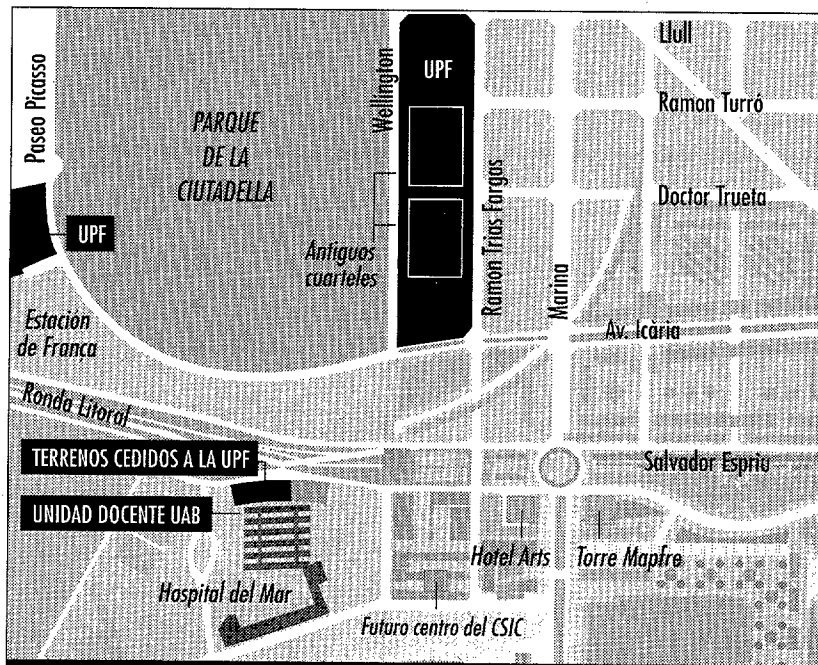 Llull
UPF
Wellington
Paseo Picasso
Ramon Turró
PARQUE
DE LA
CIUTADELLA
Doctor Trueta
UPF
Antiguos
cuarteles
Ramon Trias Fargas
Marina
Estación
de França
Av. Icària
Ronda Litoral
TERRENOS CEDIDOS A LA UPF
Salvador Espriu
UNIDAD DOCENTE UAB
Hotel Arts
Torre Mapfre
Hospital del Mar
Futuro centro del CSIC